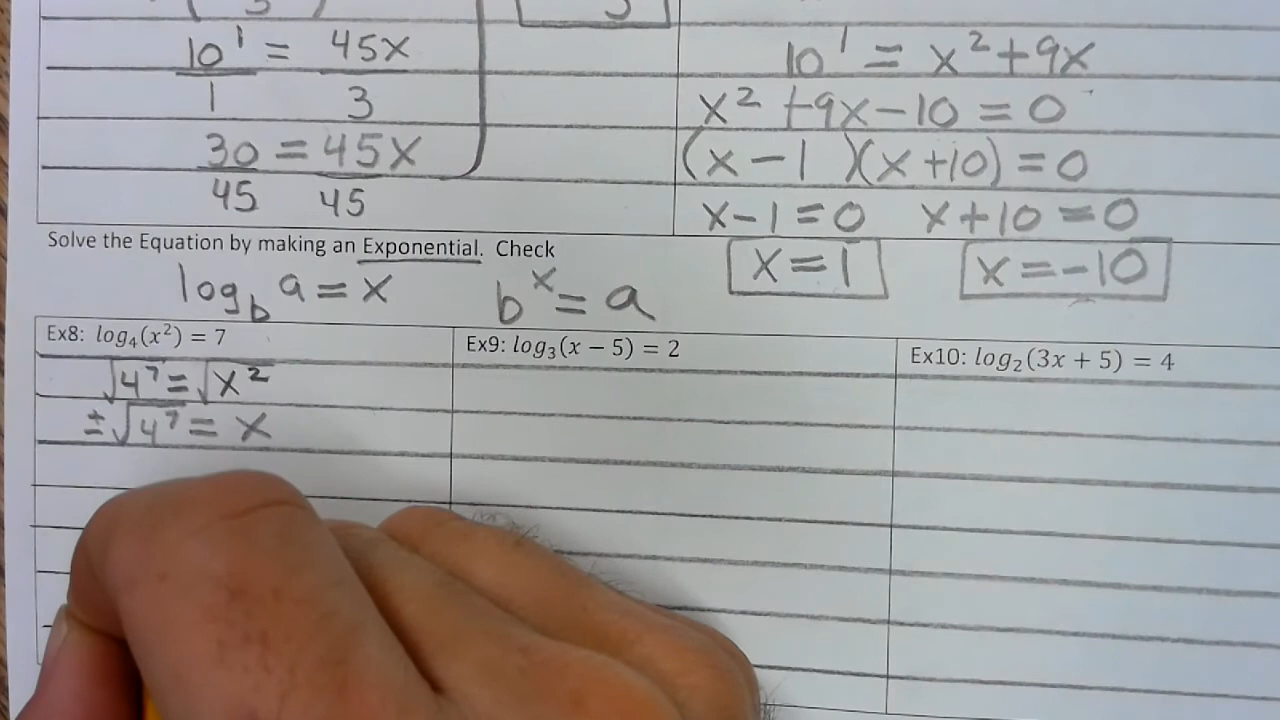 10¹ = 45x
1 3
30 = 45x
45 45
10¹ = x² + 9x
x² + 9x - 10 = 0
(x - 1)(x + 10) = 0
x - 1 = 0 x + 10 = 0
x = 1 x = -10
Solve the Equation by making an Exponential. Check
log_b a = x b^x = a
Ex8: log₄(x²) = 7
√4⁷ = √x²
±√4⁷ = x
Ex9: log₃(x − 5) = 2
Ex10: log₂(3x + 5) = 4